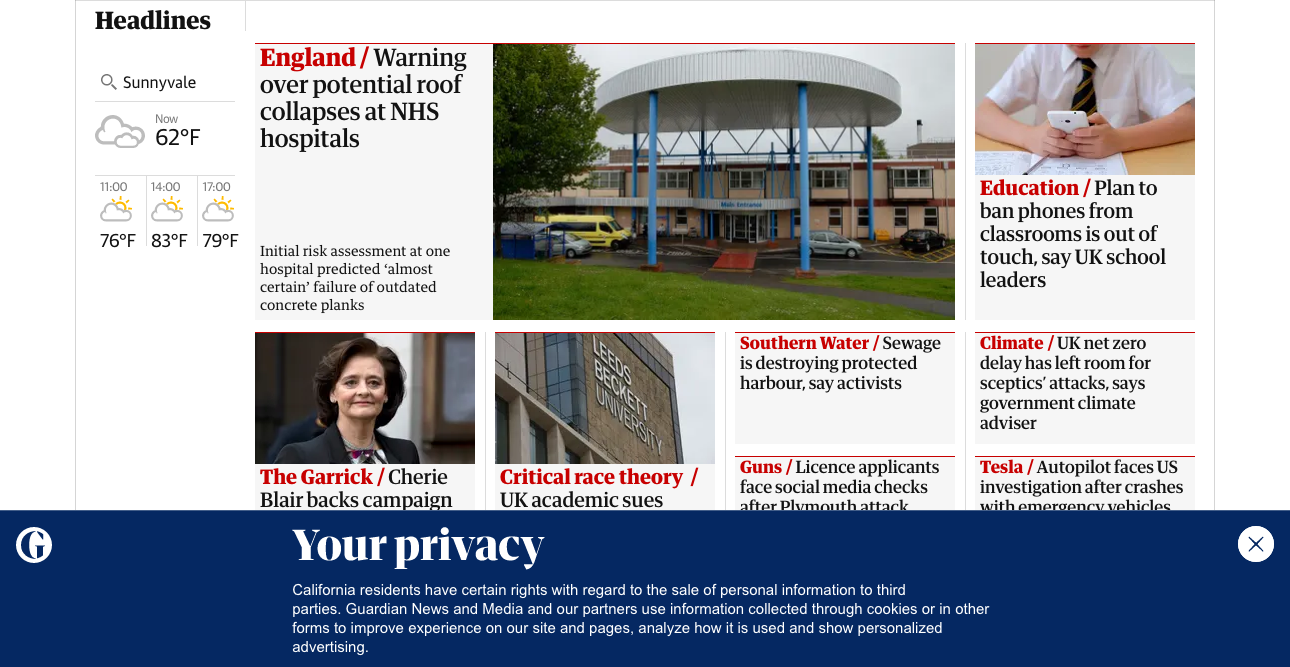 Headlines
Sunnyvale
Now
62°F
11:00
14:00
17:00
76°F
83°F
79°F
England / Warning
over potential roof
collapses at NHS
hospitals
Initial risk assessment at one
hospital predicted ‘almost
certain’ failure of outdated
concrete planks
Main Entrance
Education / Plan to
ban phones from
classrooms is out of
touch, say UK school
leaders
The Garrick / Cherie
Blair backs campaign
LEEDS
BECKETT
UNIVERSITY
Critical race theory /
UK academic sues
Southern Water / Sewage
is destroying protected
harbour, say activists
Climate / UK net zero
delay has left room for
sceptics’ attacks, says
government climate
adviser
Guns / Licence applicants
face social media checks
after Plymouth attack
Tesla / Autopilot faces US
investigation after crashes
with emergency vehicles
G
Your privacy
California residents have certain rights with regard to the sale of personal information to third
parties. Guardian News and Media and our partners use information collected through cookies or in other
forms to improve experience on our site and pages, analyze how it is used and show personalized
advertising.